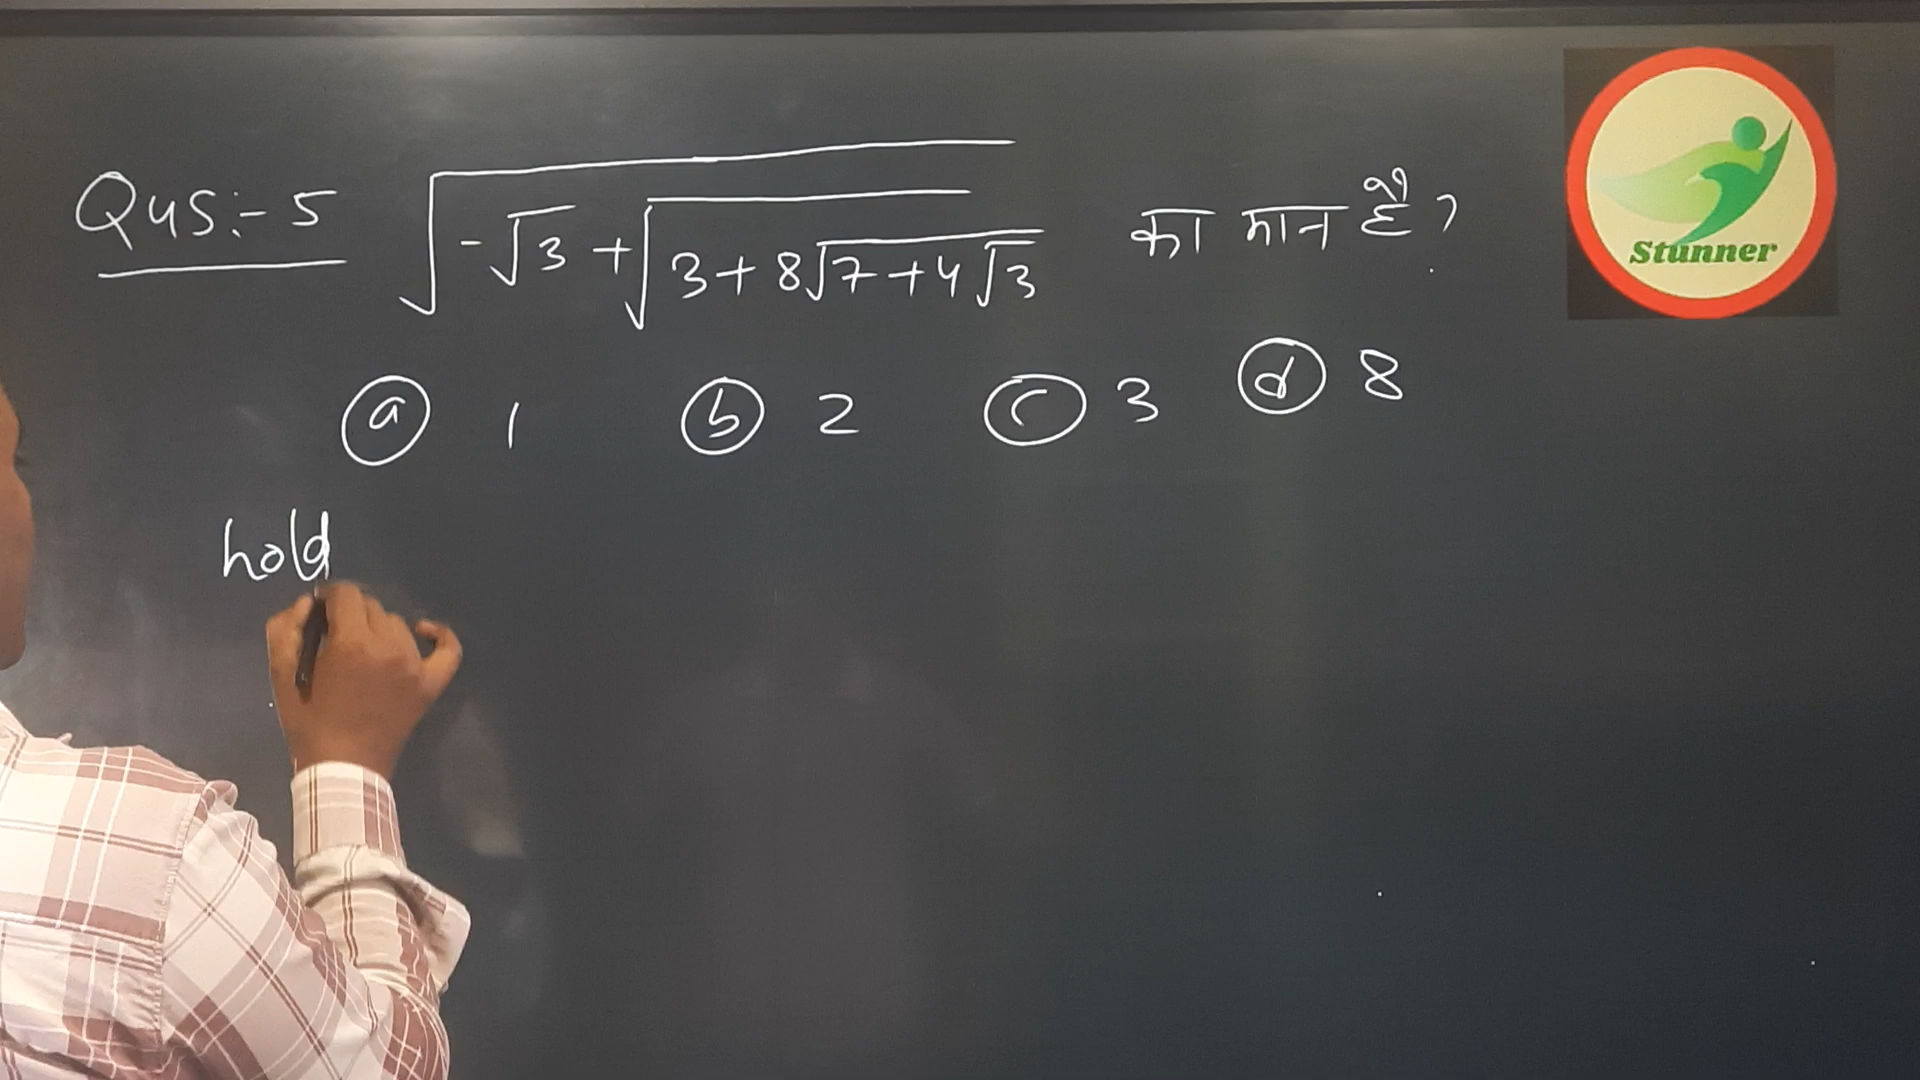 Qus:- 5 √(-√3 + √(3 + 8√(7 + 4√3))) का मान है ?
Stunner
(a) 1 (b) 2 (c) 3 (d) 8
hold